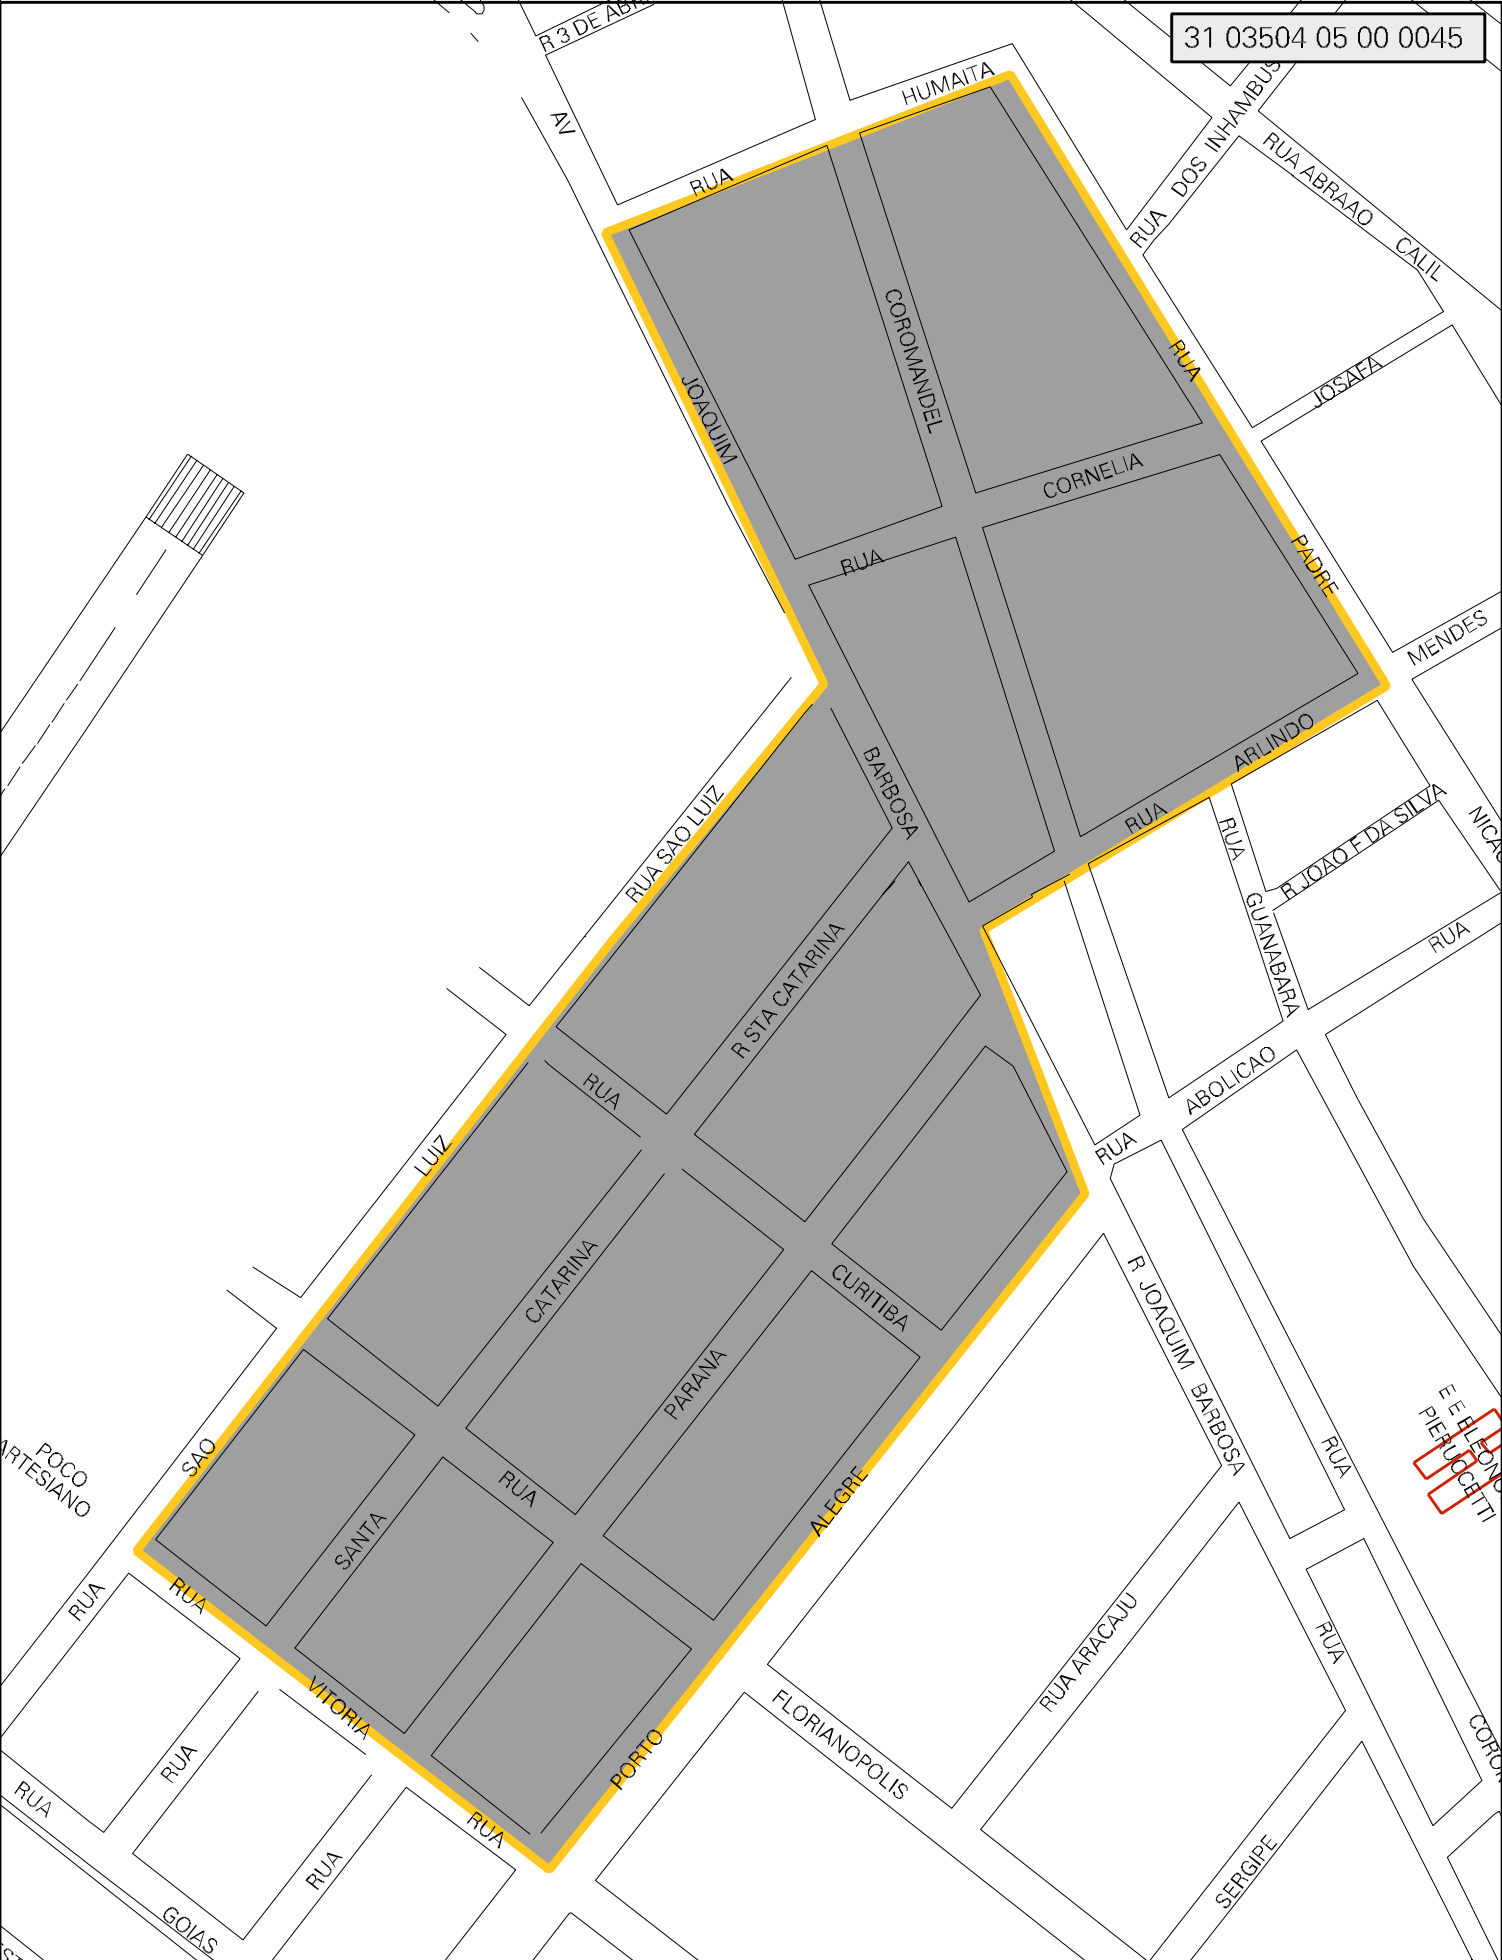 31 03504 05 00 0045
R 3 DE ABR
AV
HUMAITA
RUA
RUA DOS INHAMBUS
RUA ABRAAO CALIL
COROMANDEL
RUA
JOSAFA
JOAQUIM
CORNELIA
RUA
PADRE
MENDES
ARLINDO
RUA
BARBOSA
RUA SAO LUIZ
R JOAO F DA SILVA
RUA
GUANABARA
RUA
R STA CATARINA
RUA
ABOLICAO
RUA
LUIZ
CATARINA
CURITIBA
R JOAQUIM BARBOSA
PARANA
E E
PIERUCCETTI
SAO
POCO
ARTESIANO
RUA
RUA
ALEGRE
SANTA
RUA
RUA
RUA ARACAJU
RUA
VITORIA
FLORIANOPOLIS
PORTO
RUA
RUA
RUA
RUA
GOIAS
SERGIPE